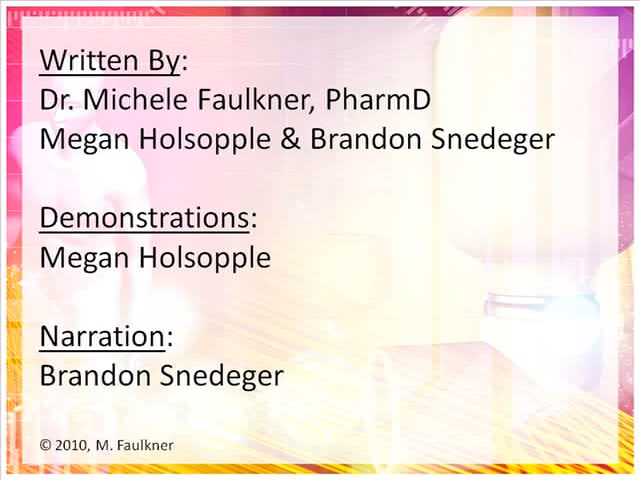 Written By:
Dr. Michele Faulkner, PharmD
Megan Holsopple & Brandon Snedeger
Demonstrations:
Megan Holsopple
Narration:
Brandon Snedeger
© 2010, M. Faulkner